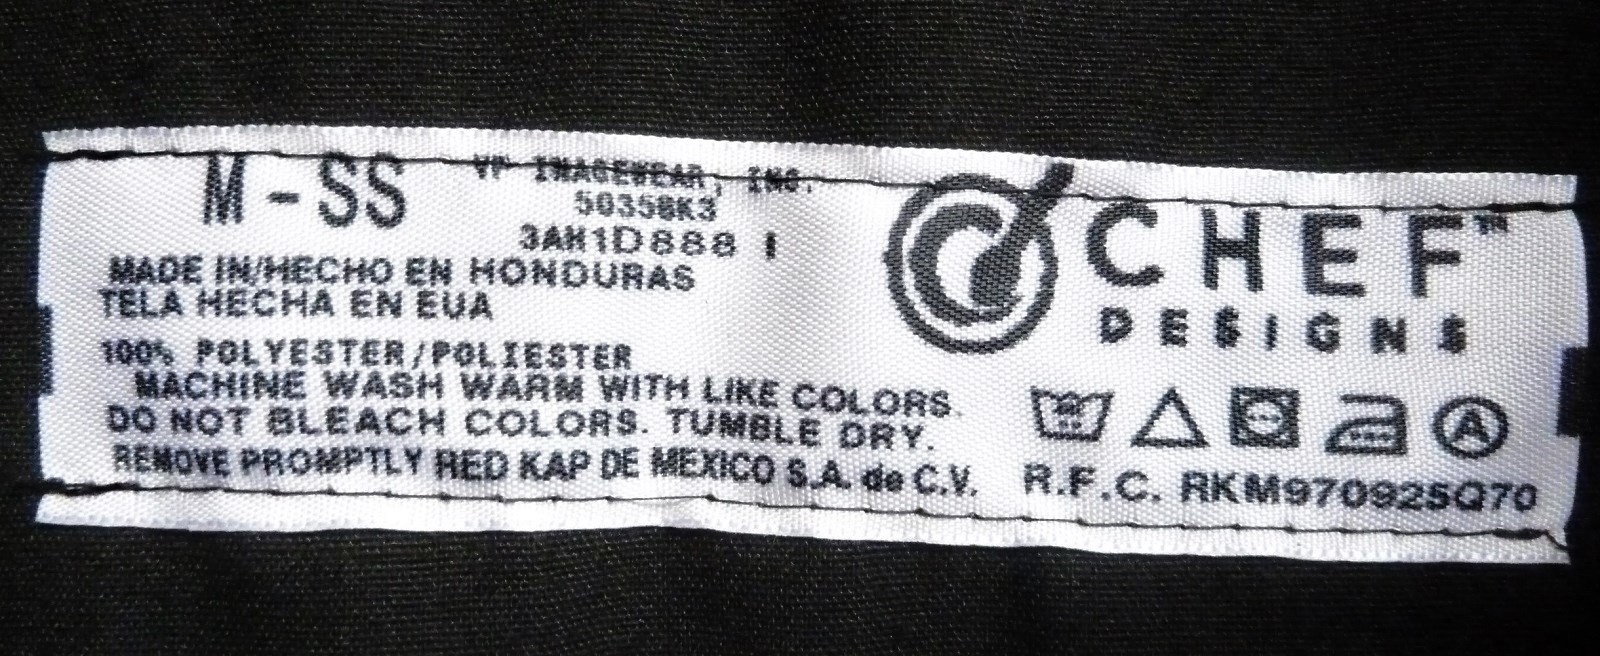 M - SS
VF IMAGEWEAR, INC.
50358K3
3AH1D888 I
MADE IN/HECHO EN HONDURAS
TELA HECHA EN EUA
100% POLYESTER/POLIESTER
MACHINE WASH WARM WITH LIKE COLORS.
DO NOT BLEACH COLORS. TUMBLE DRY.
REMOVE PROMPTLY RED KAP DE MEXICO S.A. de C.V.
CHEF™
DESIGNS
A
R.F.C. RKM970925Q70